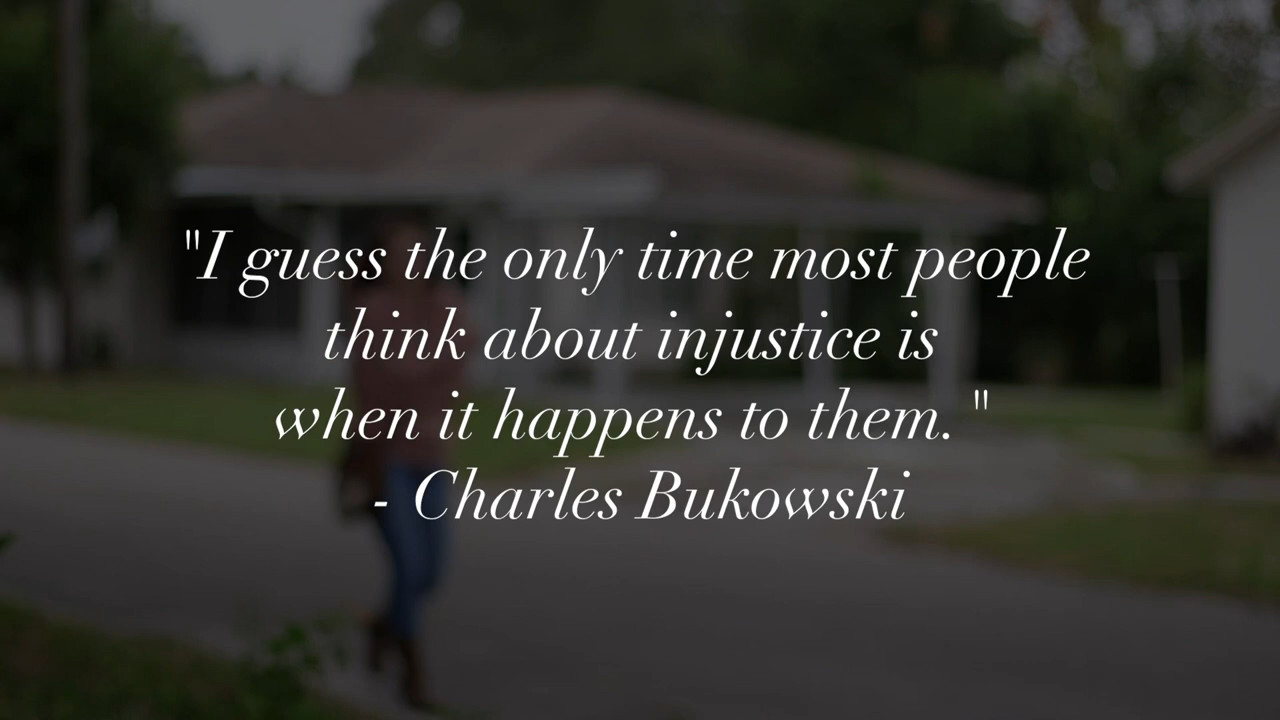 "I guess the only time most people
think about injustice is
when it happens to them. "
- Charles Bukowski